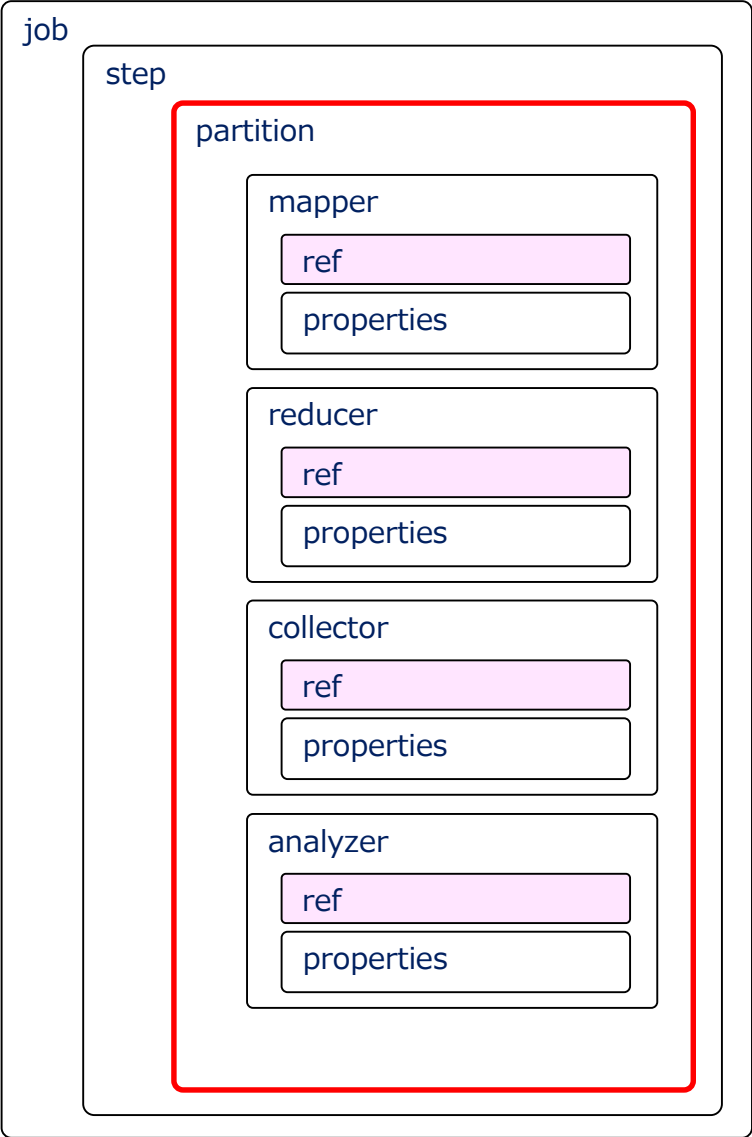 job
step
partition
mapper
ref
properties
reducer
ref
properties
collector
ref
properties
analyzer
ref
properties